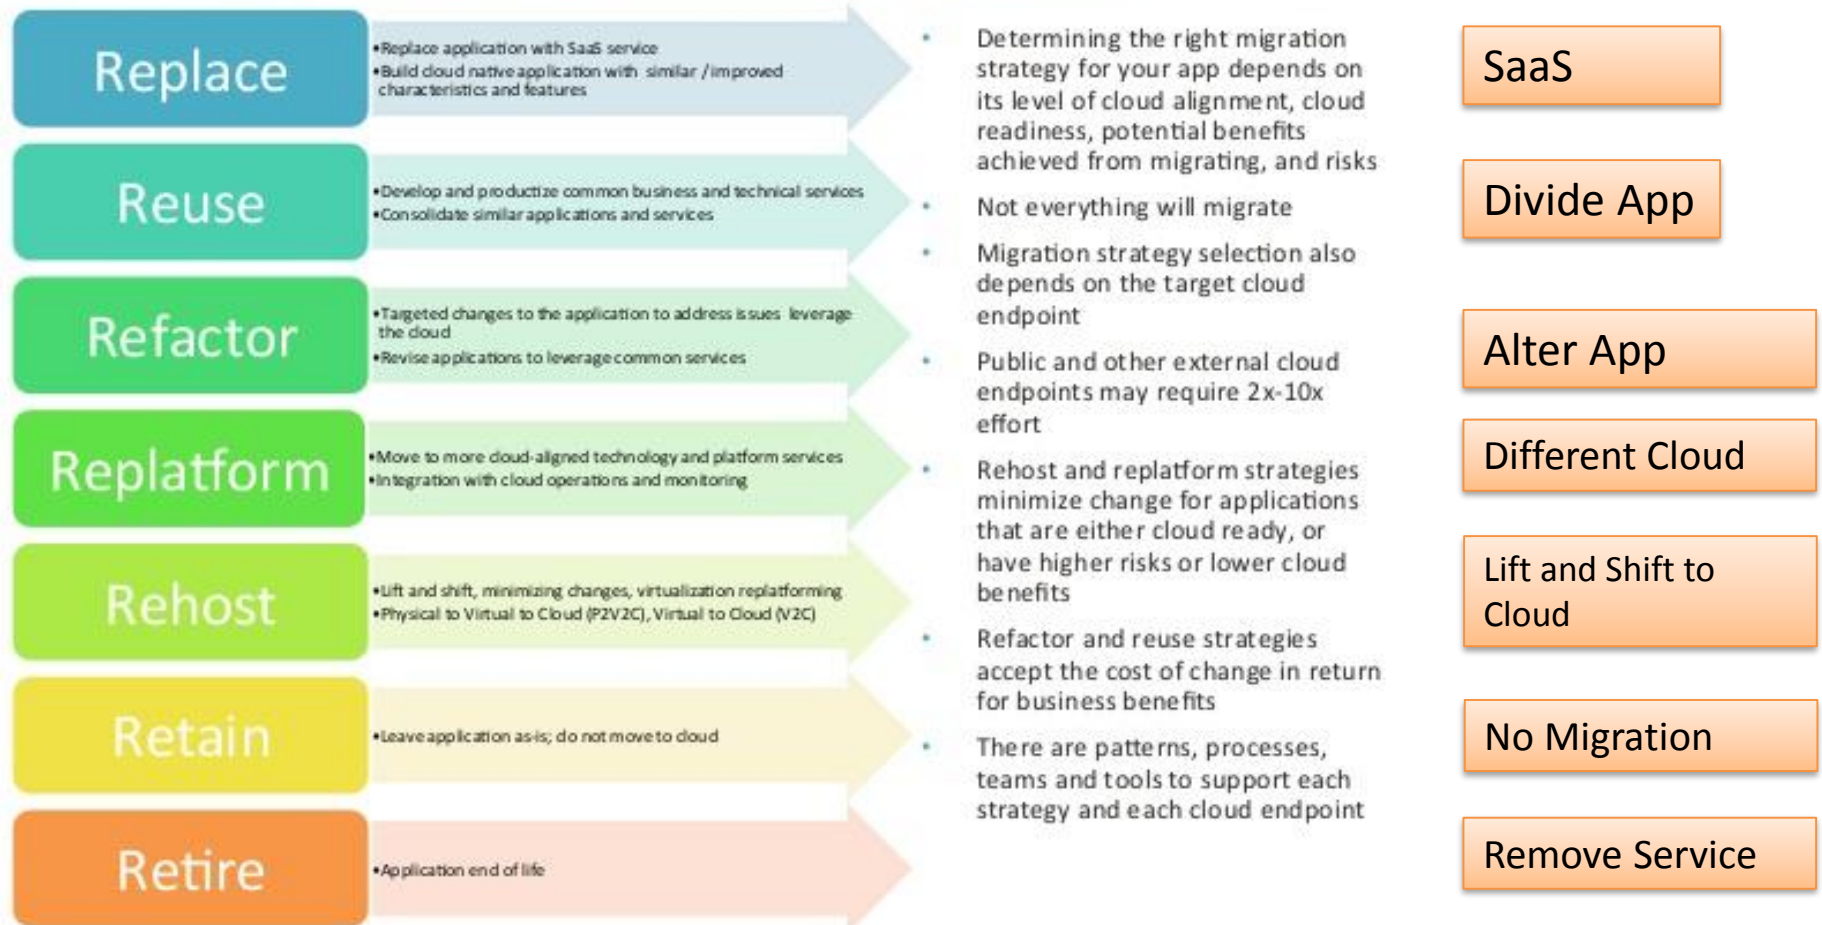 Replace
•Replace application with SaaS service
•Build cloud native application with similar / improved
characteristics and features
Reuse
•Develop and productize common business and technical services
•Consolidate similar applications and services
Refactor
•Targeted changes to the application to address issues leverage
the cloud
•Revise applications to leverage common services
Replatform
•Move to more cloud-aligned technology and platform services
•Integration with cloud operations and monitoring
Rehost
•Lift and shift, minimizing changes, virtualization replatforming
•Physical to Virtual to Cloud (P2V2C), Virtual to Cloud (V2C)
Retain
•Leave application as-is; do not move to cloud
Retire
•Application end of life
• Determining the right migration
strategy for your app depends on
its level of cloud alignment, cloud
readiness, potential benefits
achieved from migrating, and risks
• Not everything will migrate
• Migration strategy selection also
depends on the target cloud
endpoint
• Public and other external cloud
endpoints may require 2x-10x
effort
• Rehost and replatform strategies
minimize change for applications
that are either cloud ready, or
have higher risks or lower cloud
benefits
• Refactor and reuse strategies
accept the cost of change in return
for business benefits
• There are patterns, processes,
teams and tools to support each
strategy and each cloud endpoint
SaaS
Divide App
Alter App
Different Cloud
Lift and Shift to
Cloud
No Migration
Remove Service